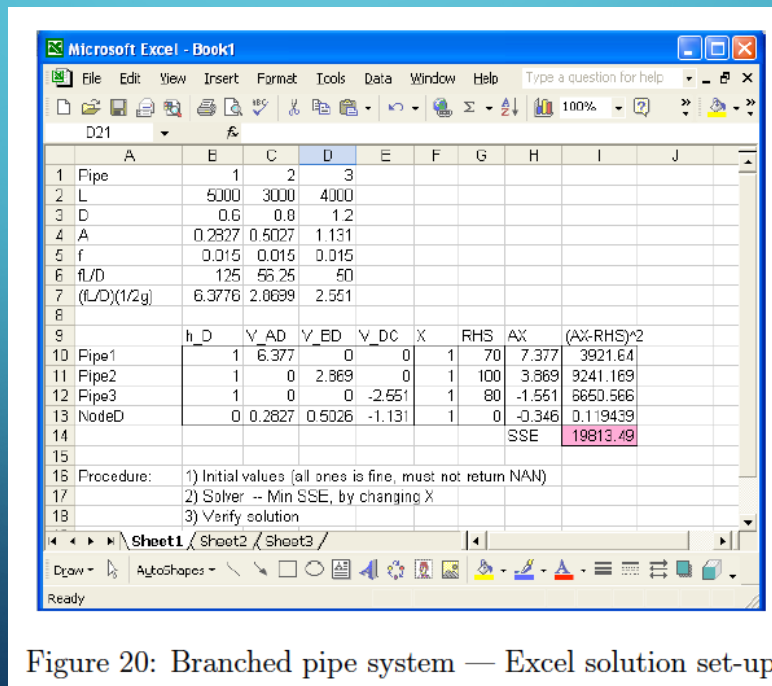 Microsoft Excel - Book1
File Edit View Insert Format Tools Data Window Help Type a question for help
100%
D21 fx
A B C D E F G H I J
1 Pipe 1 2 3
2 L 5000 3000 4000
3 D 0.6 0.8 1.2
4 A 0.2827 0.5027 1.131
5 f 0.015 0.015 0.015
6 fL/D 125 56.25 50
7 (fL/D)(1/2g) 6.3776 2.8699 2.551
8
9 h_D V_AD V_BD V_DC X RHS AX (AX-RHS)^2
10 Pipe1 1 6.377 0 0 1 70 7.377 3921.64
11 Pipe2 1 0 2.869 0 1 100 3.869 9241.169
12 Pipe3 1 0 0 -2.551 1 80 -1.551 6650.566
13 NodeD 0 0.2827 0.5026 -1.131 1 0 -0.346 0.119439
14 SSE 19813.49
15
16 Procedure: 1) Initial values (all ones is fine, must not return NAN)
17 2) Solver -- Min SSE, by changing X
18 3) Verify solution
Sheet1 / Sheet2 / Sheet3 /
Draw AutoShapes
Ready
Figure 20: Branched pipe system — Excel solution set-up